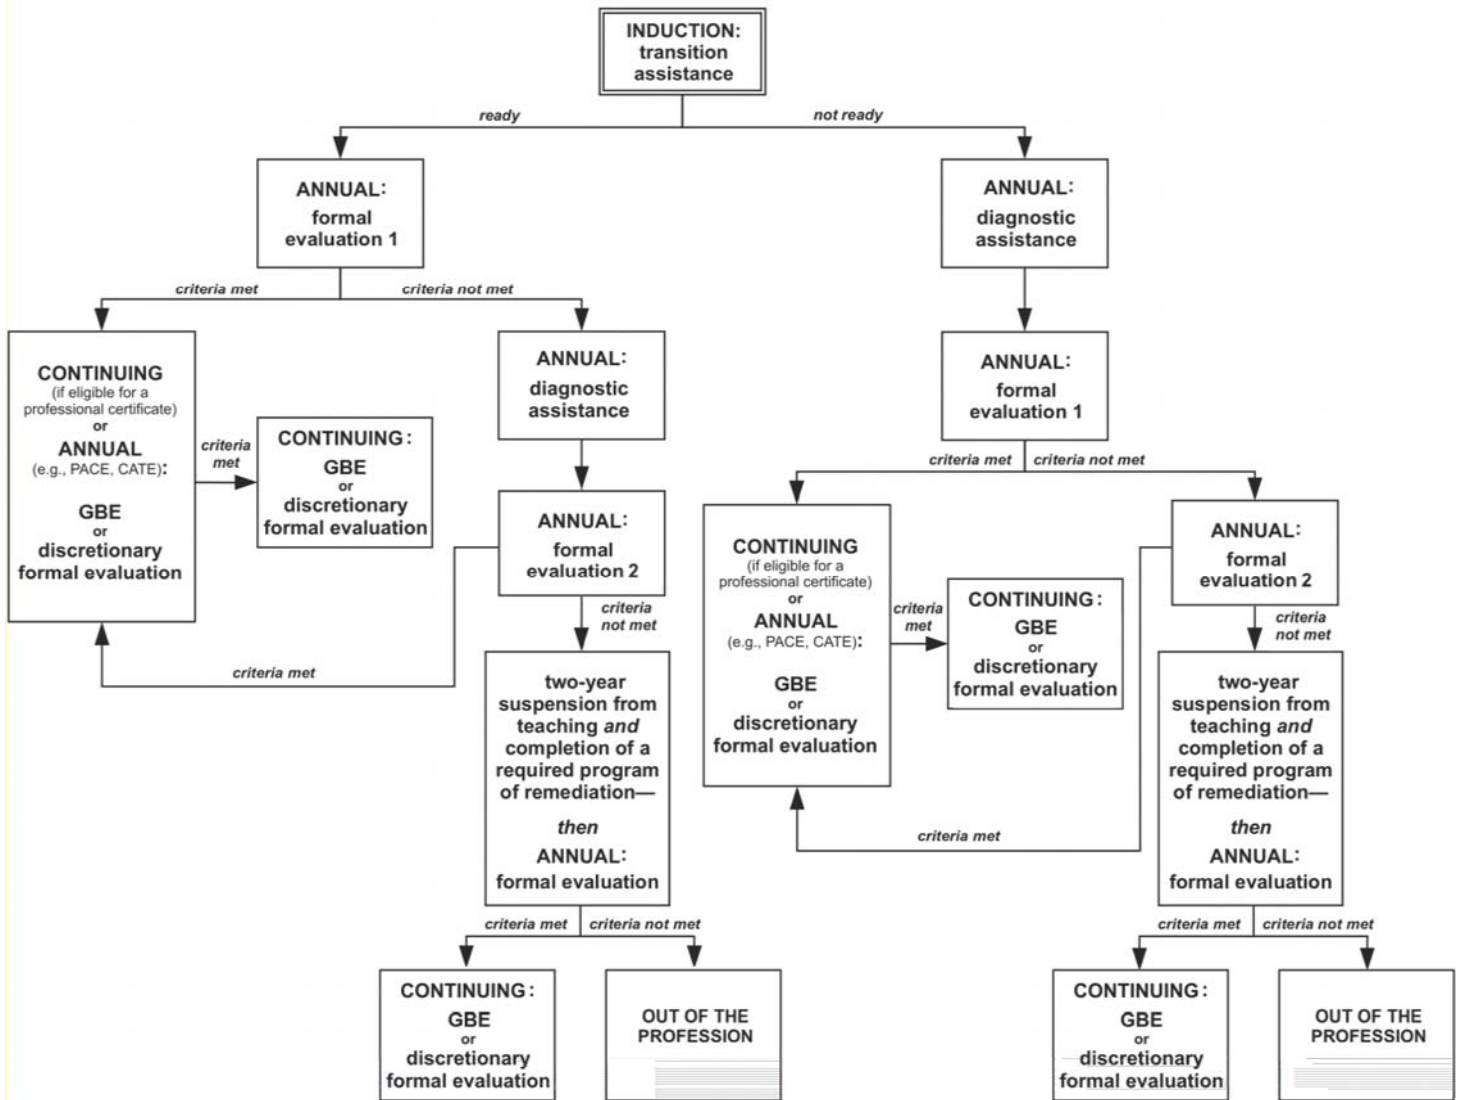 INDUCTION:
transition
assistance
ready
not ready
ANNUAL:
formal
evaluation 1
ANNUAL:
diagnostic
assistance
criteria met
criteria not met
CONTINUING
(if eligible for a
professional certificate)
or
ANNUAL
(e.g., PACE, CATE):
GBE
or
discretionary
formal evaluation
criteria
met
CONTINUING:
GBE
or
discretionary
formal evaluation
ANNUAL:
diagnostic
assistance
ANNUAL:
formal
evaluation 2
criteria
not met
criteria met
two-year
suspension from
teaching and
completion of a
required program
of remediation—
then
ANNUAL:
formal evaluation
criteria met
criteria not met
CONTINUING:
GBE
or
discretionary
formal evaluation
OUT OF THE
PROFESSION
ANNUAL:
formal
evaluation 1
criteria met
criteria not met
CONTINUING
(if eligible for a
professional certificate)
or
ANNUAL
(e.g., PACE, CATE):
GBE
or
discretionary
formal evaluation
criteria
met
CONTINUING:
GBE
or
discretionary
formal evaluation
ANNUAL:
formal
evaluation 2
criteria
not met
criteria met
two-year
suspension from
teaching and
completion of a
required program
of remediation—
then
ANNUAL:
formal evaluation
criteria met
criteria not met
CONTINUING:
GBE
or
discretionary
formal evaluation
OUT OF THE
PROFESSION